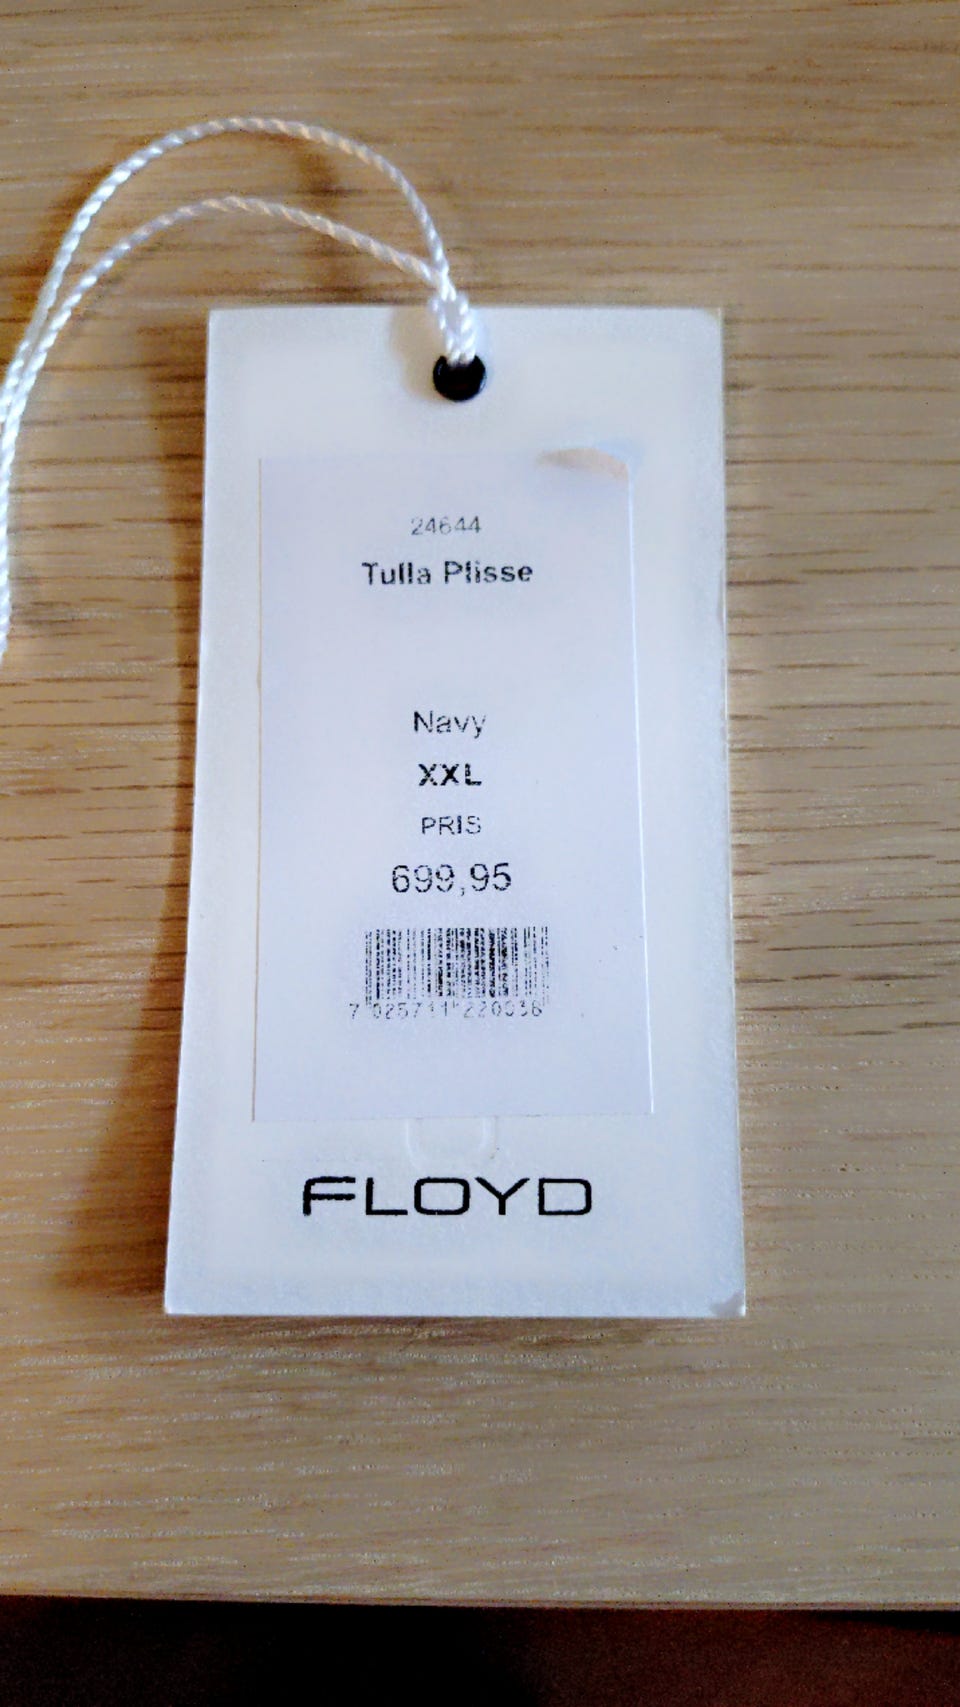 24644
Tulla Plisse
Navy
XXL
PRIS
699,95
FLOYD